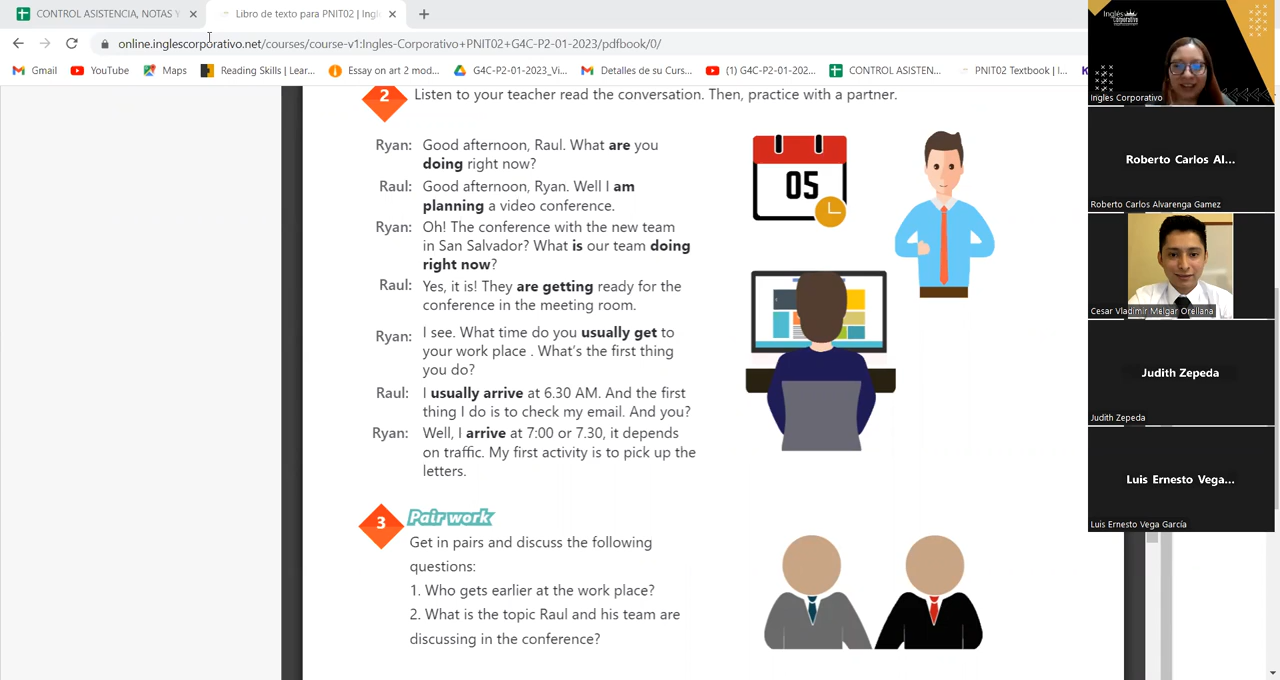 CONTROL ASISTENCIA, NOTAS Y
Libro de texto para PNIT02 | Ingl
online.inglescorporativo.net/courses/course-v1:Ingles-Corporativo+PNIT02+G4C-P2-01-2023/pdfbook/0/
Gmail YouTube Maps Reading Skills | Lear... Essay on art 2 mod... G4C-P2-01-2023_Vi... Detalles de su Curs... (1) G4C-P2-01-202... CONTROL ASISTEN... PNIT02 Textbook | I...
2 Listen to your teacher read the conversation. Then, practice with a partner.
Ryan: Good afternoon, Raul. What are you
doing right now?
Raul: Good afternoon, Ryan. Well I am
planning a video conference.
Ryan: Oh! The conference with the new team
in San Salvador? What is our team doing
right now?
Raul: Yes, it is! They are getting ready for the
conference in the meeting room.
Ryan: I see. What time do you usually get to
your work place . What's the first thing
you do?
Raul: I usually arrive at 6.30 AM. And the first
thing I do is to check my email. And you?
Ryan: Well, I arrive at 7:00 or 7.30, it depends
on traffic. My first activity is to pick up the
letters.
05
3 Pair work
Get in pairs and discuss the following
questions:
1. Who gets earlier at the work place?
2. What is the topic Raul and his team are
discussing in the conference?
Inglés
Corporativo
Ingles Corporativo
Roberto Carlos Al...
Roberto Carlos Alvarenga Gamez
Cesar Vladimir Melgar Orellana
Judith Zepeda
Judith Zepeda
Luis Ernesto Vega...
Luis Ernesto Vega García